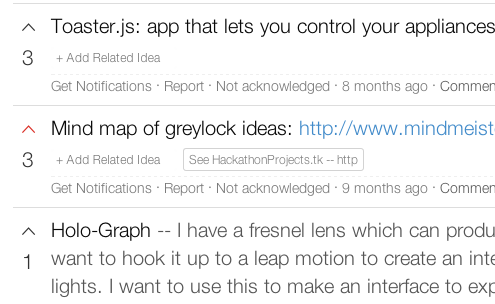 Toaster.js: app that lets you control your appliances
3
+ Add Related Idea
Get Notifications · Report · Not acknowledged · 8 months ago · Commen
Mind map of greylock ideas: http://www.mindmeist
3
+ Add Related Idea See HackathonProjects.tk -- http
Get Notifications · Report · Not acknowledged · 9 months ago · Commen
Holo-Graph -- I have a fresnel lens which can produ
1
want to hook it up to a leap motion to create an inte
lights. I want to use this to make an interface to exp